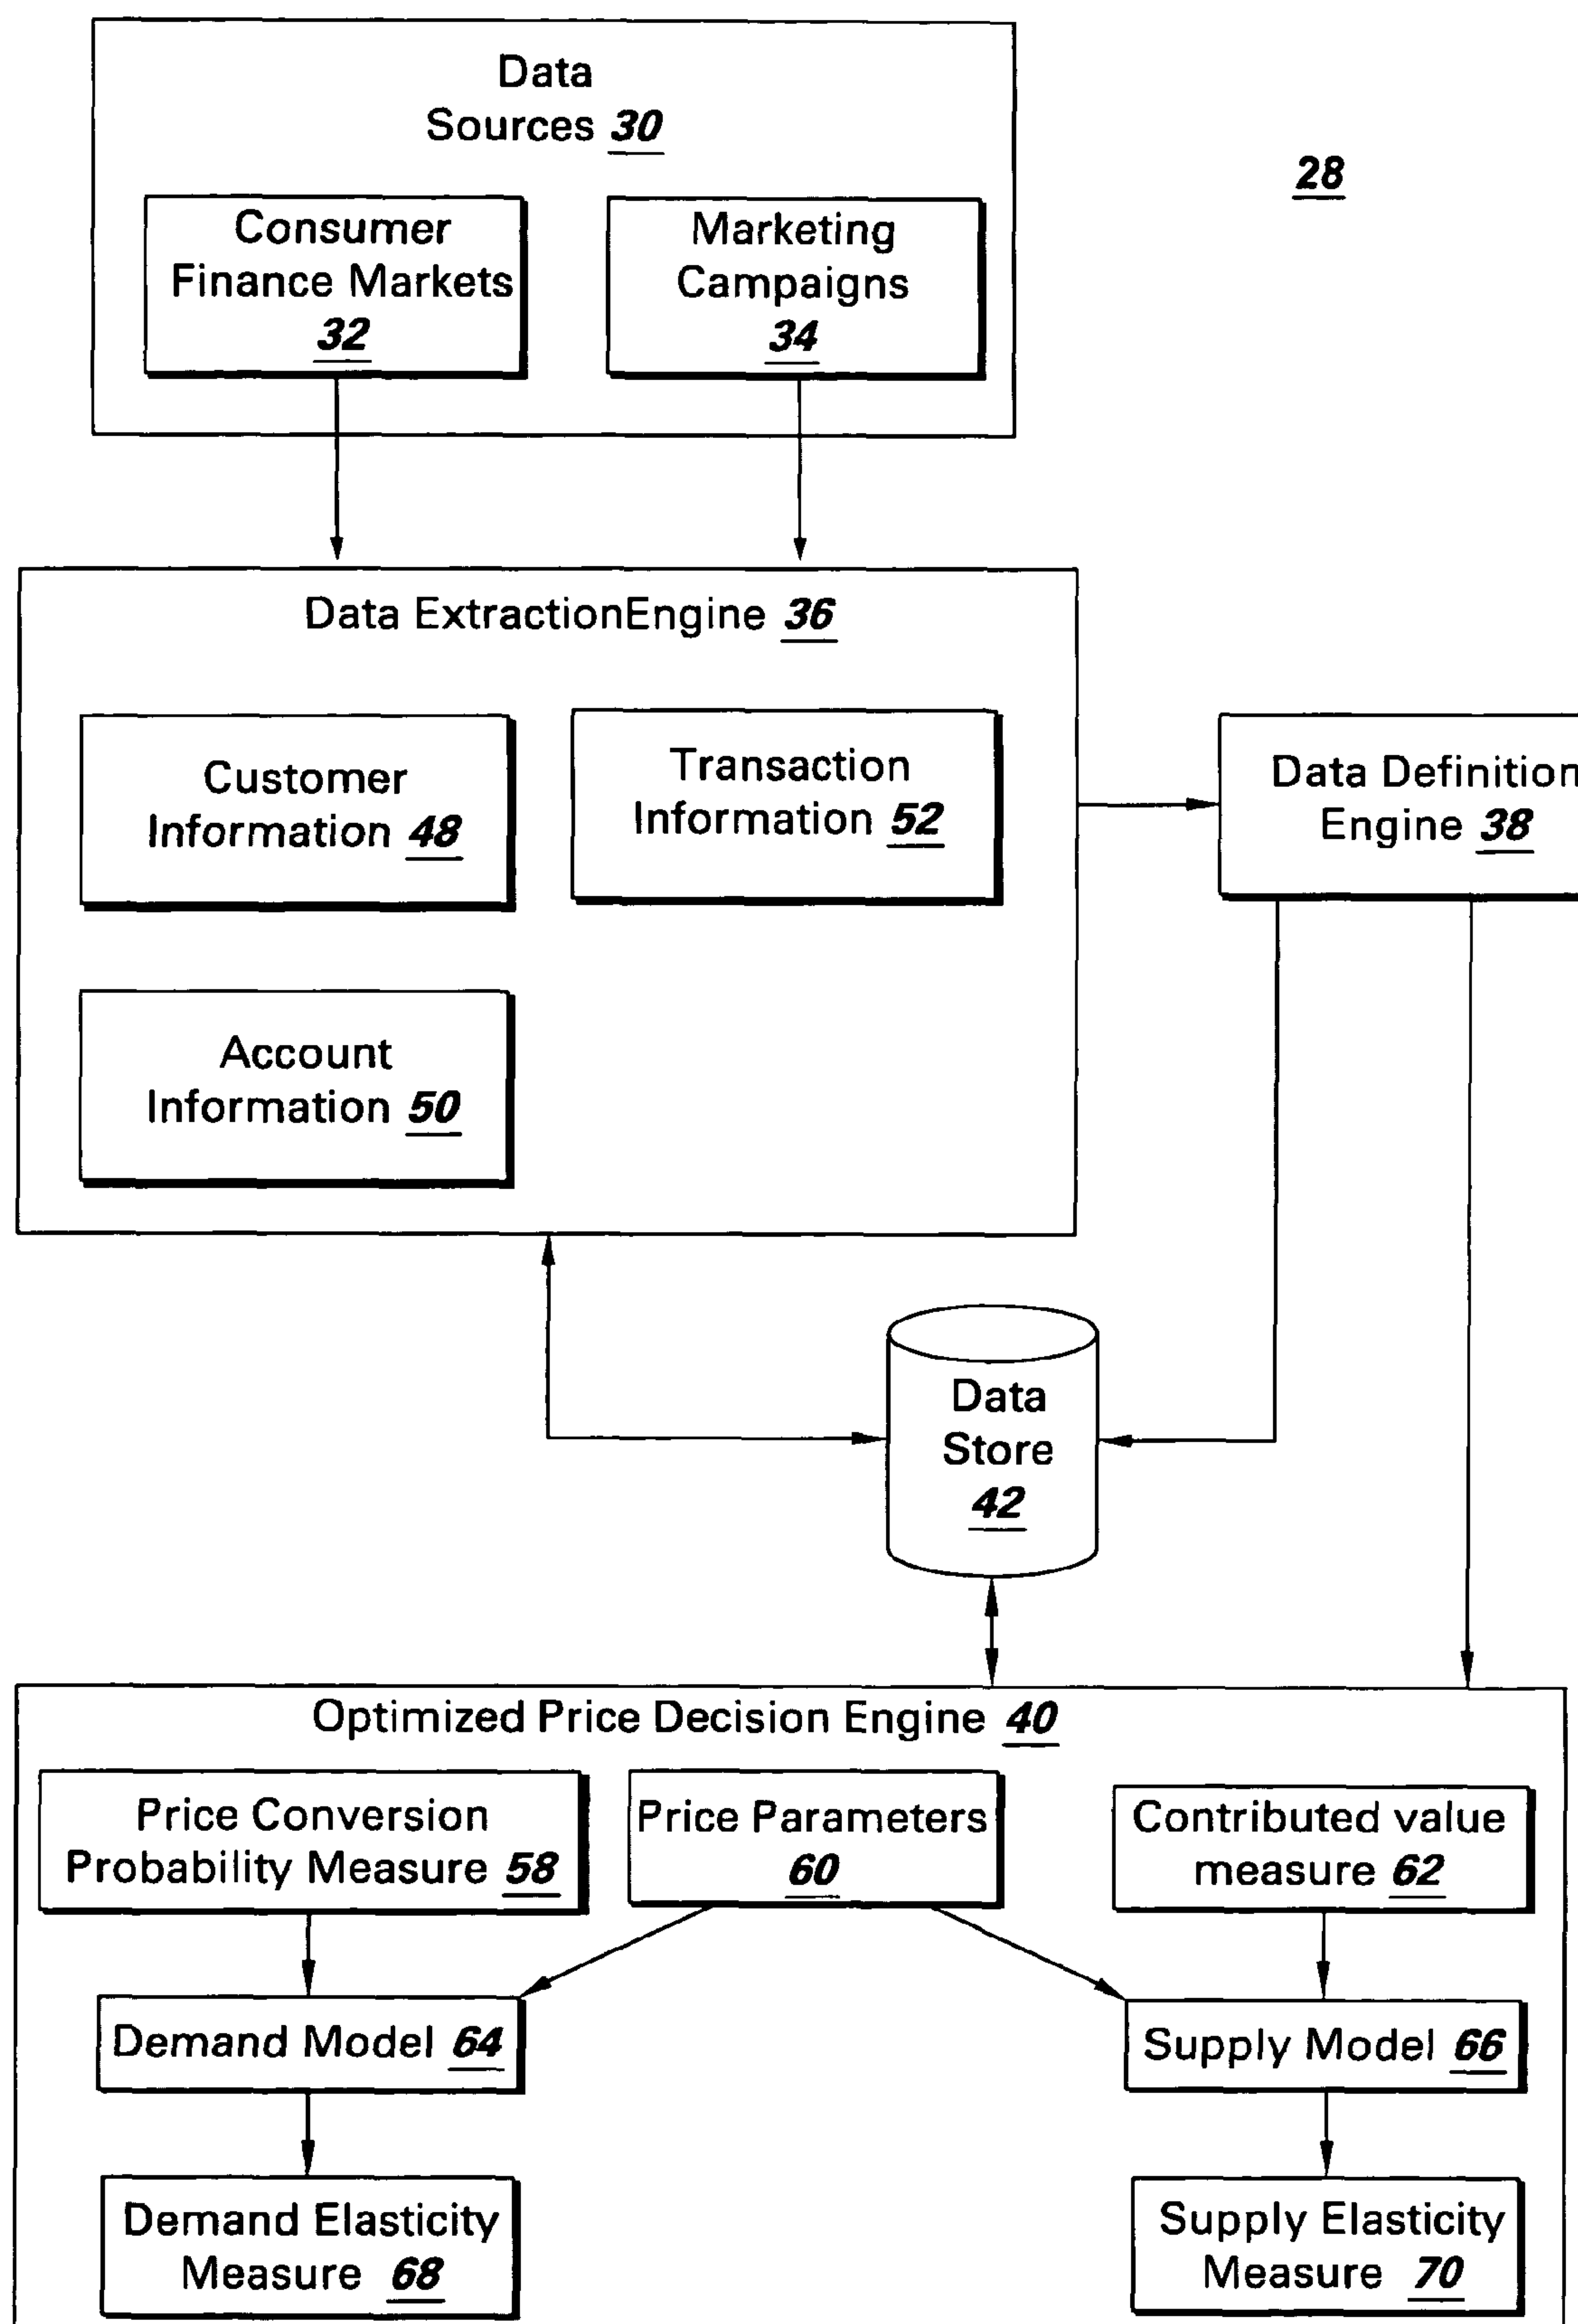 Data
Sources 30
28
Consumer
Finance Markets
32
Marketing
Campaigns
34
Data ExtractionEngine 36
Customer
Information 48
Transaction
Information 52
Data Definition
Engine 38
Account
Information 50
Data
Store
42
Optimized Price Decision Engine 40
Price Conversion
Probability Measure 58
Price Parameters
60
Contributed value
measure 62
Demand Model 64
Supply Model 66
Demand Elasticity
Measure 68
Supply Elasticity
Measure 70